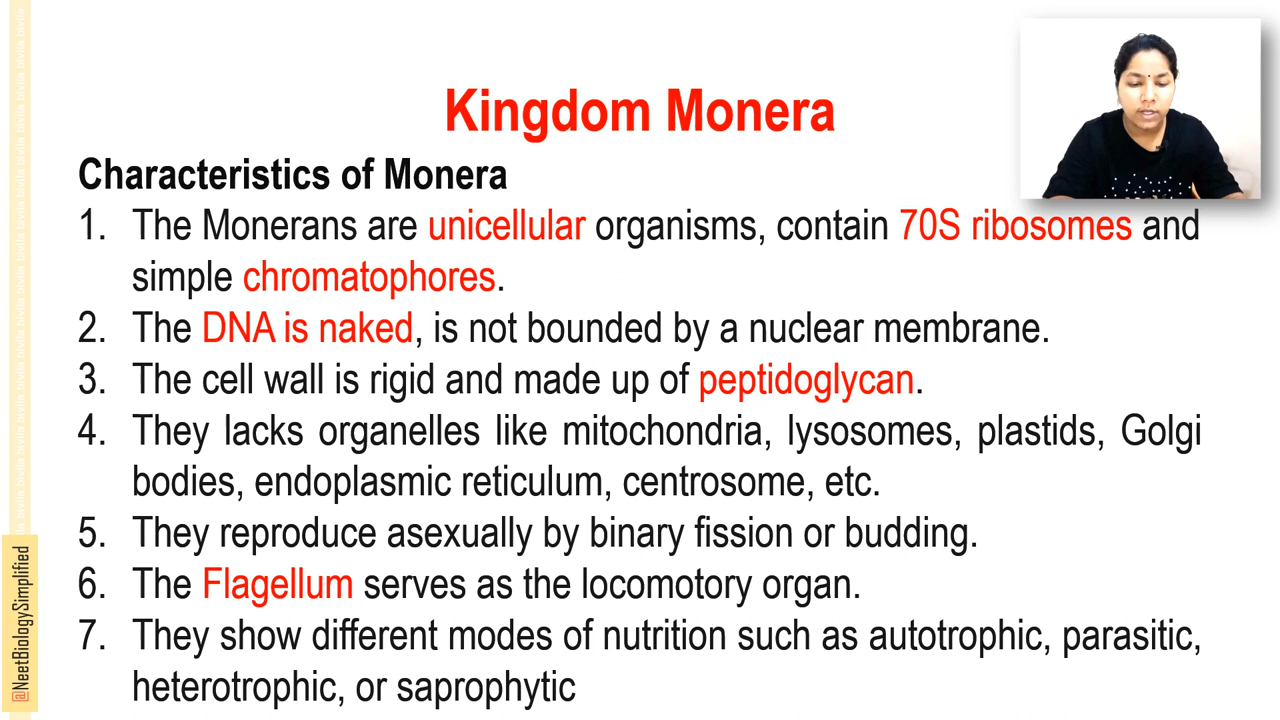 Kingdom Monera
Characteristics of Monera
1. The Monerans are unicellular organisms, contain 70S ribosomes and
simple chromatophores.
2. The DNA is naked, is not bounded by a nuclear membrane.
3. The cell wall is rigid and made up of peptidoglycan.
4. They lacks organelles like mitochondria, lysosomes, plastids, Golgi
bodies, endoplasmic reticulum, centrosome, etc.
5. They reproduce asexually by binary fission or budding.
6. The Flagellum serves as the locomotory organ.
7. They show different modes of nutrition such as autotrophic, parasitic,
heterotrophic, or saprophytic
@NeetBiologySimplified